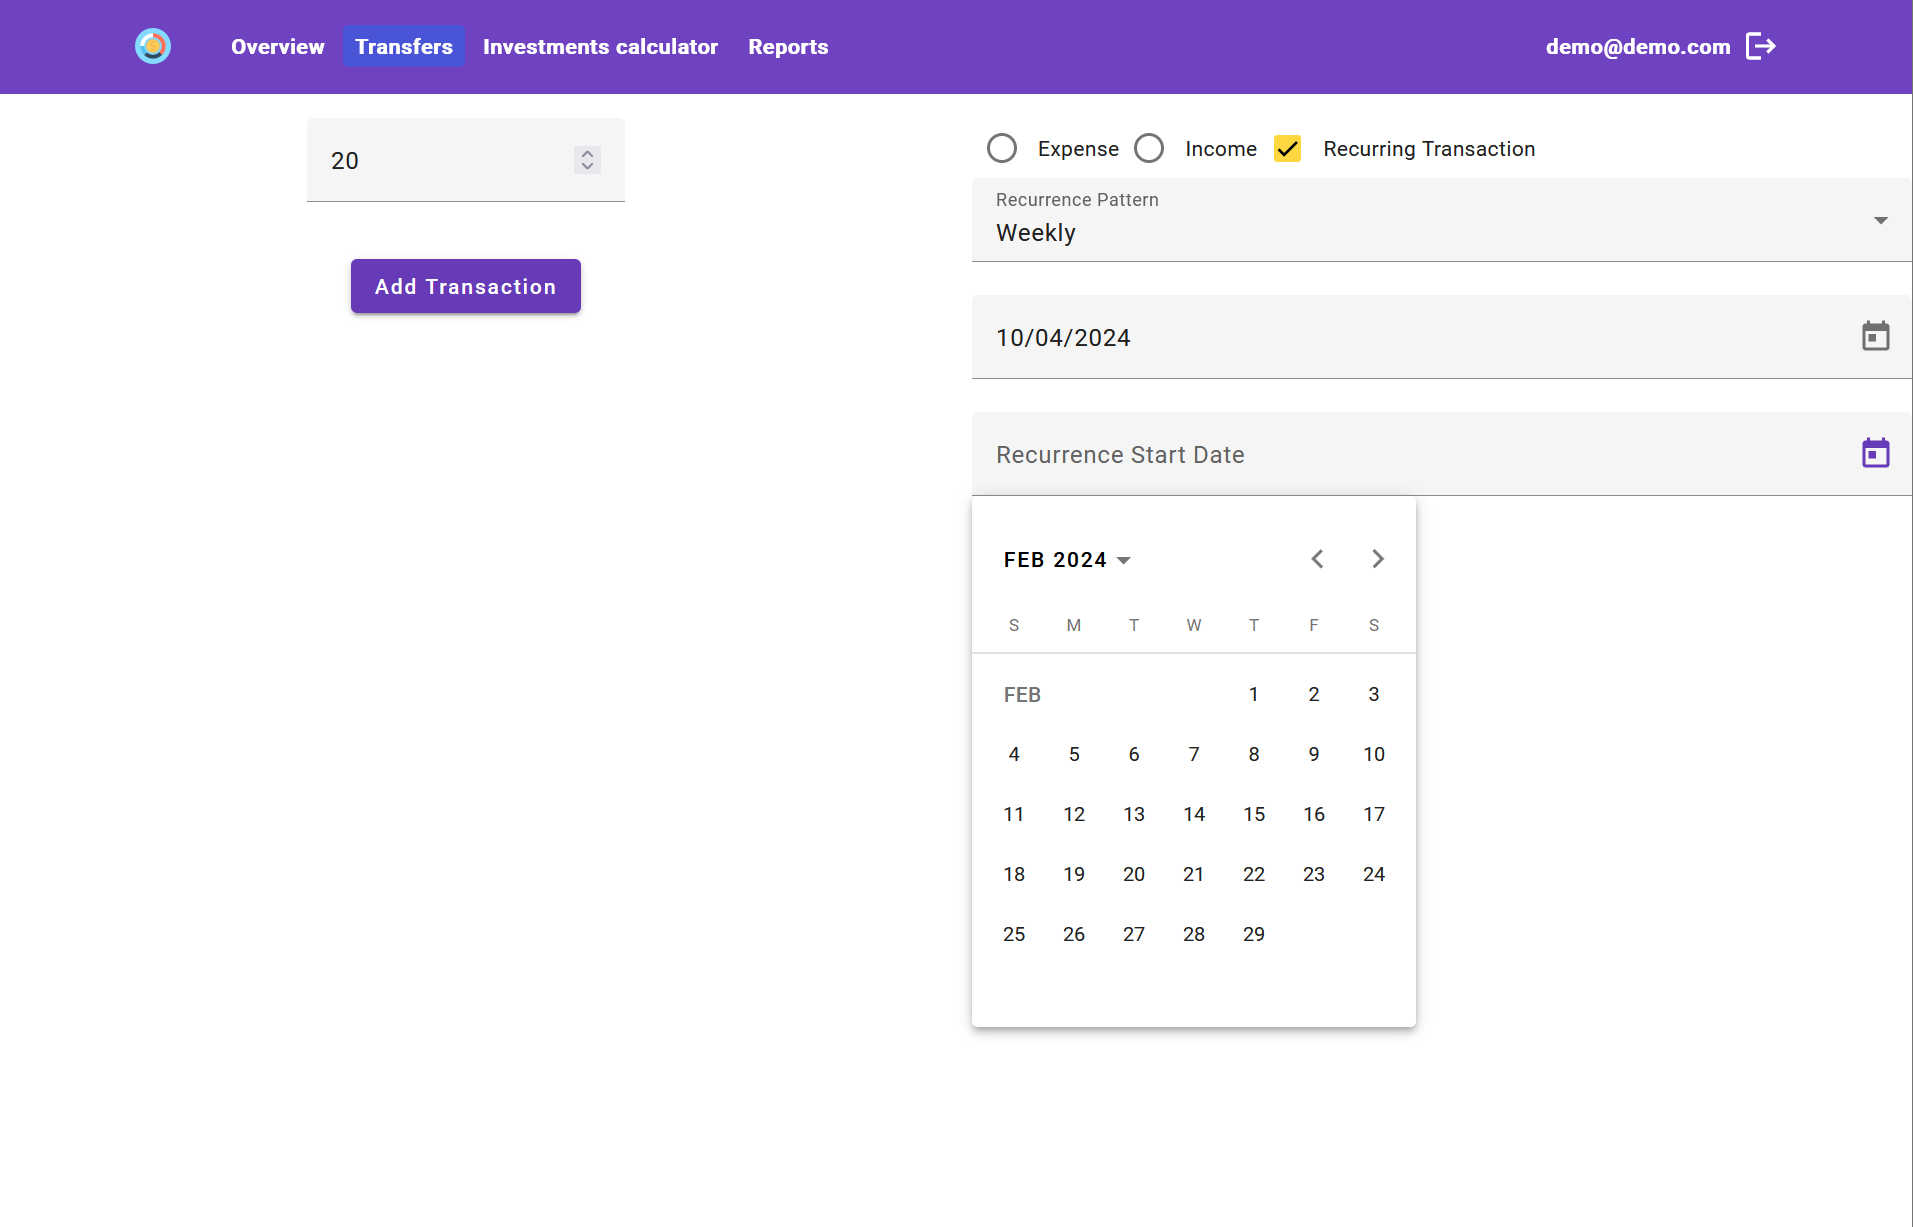 Overview Transfers Investments calculator Reports demo@demo.com
20
Add Transaction
Expense Income Recurring Transaction
Recurrence Pattern
Weekly
10/04/2024
Recurrence Start Date
FEB 2024
S M T W T F S
FEB 1 2 3
4 5 6 7 8 9 10
11 12 13 14 15 16 17
18 19 20 21 22 23 24
25 26 27 28 29